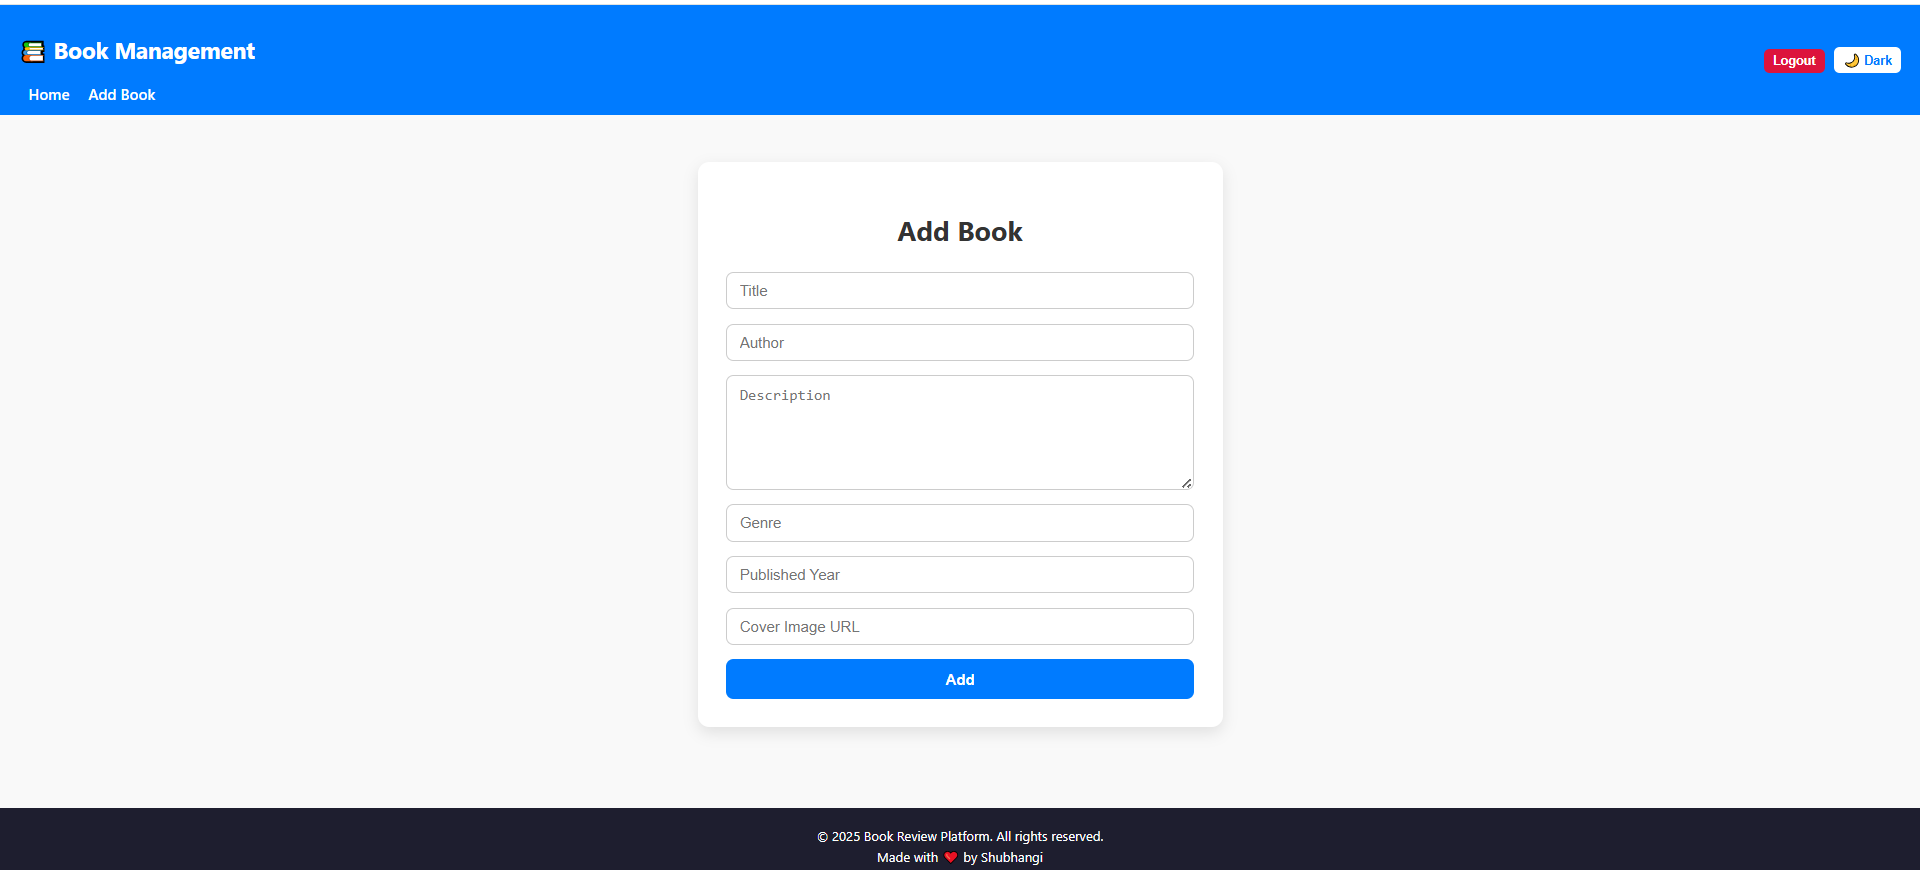 📚 Book Management
Home Add Book
Logout 🌙 Dark
Add Book
Title
Author
Description
Genre
Published Year
Cover Image URL
Add
© 2025 Book Review Platform. All rights reserved.
Made with ❤️ by Shubhangi